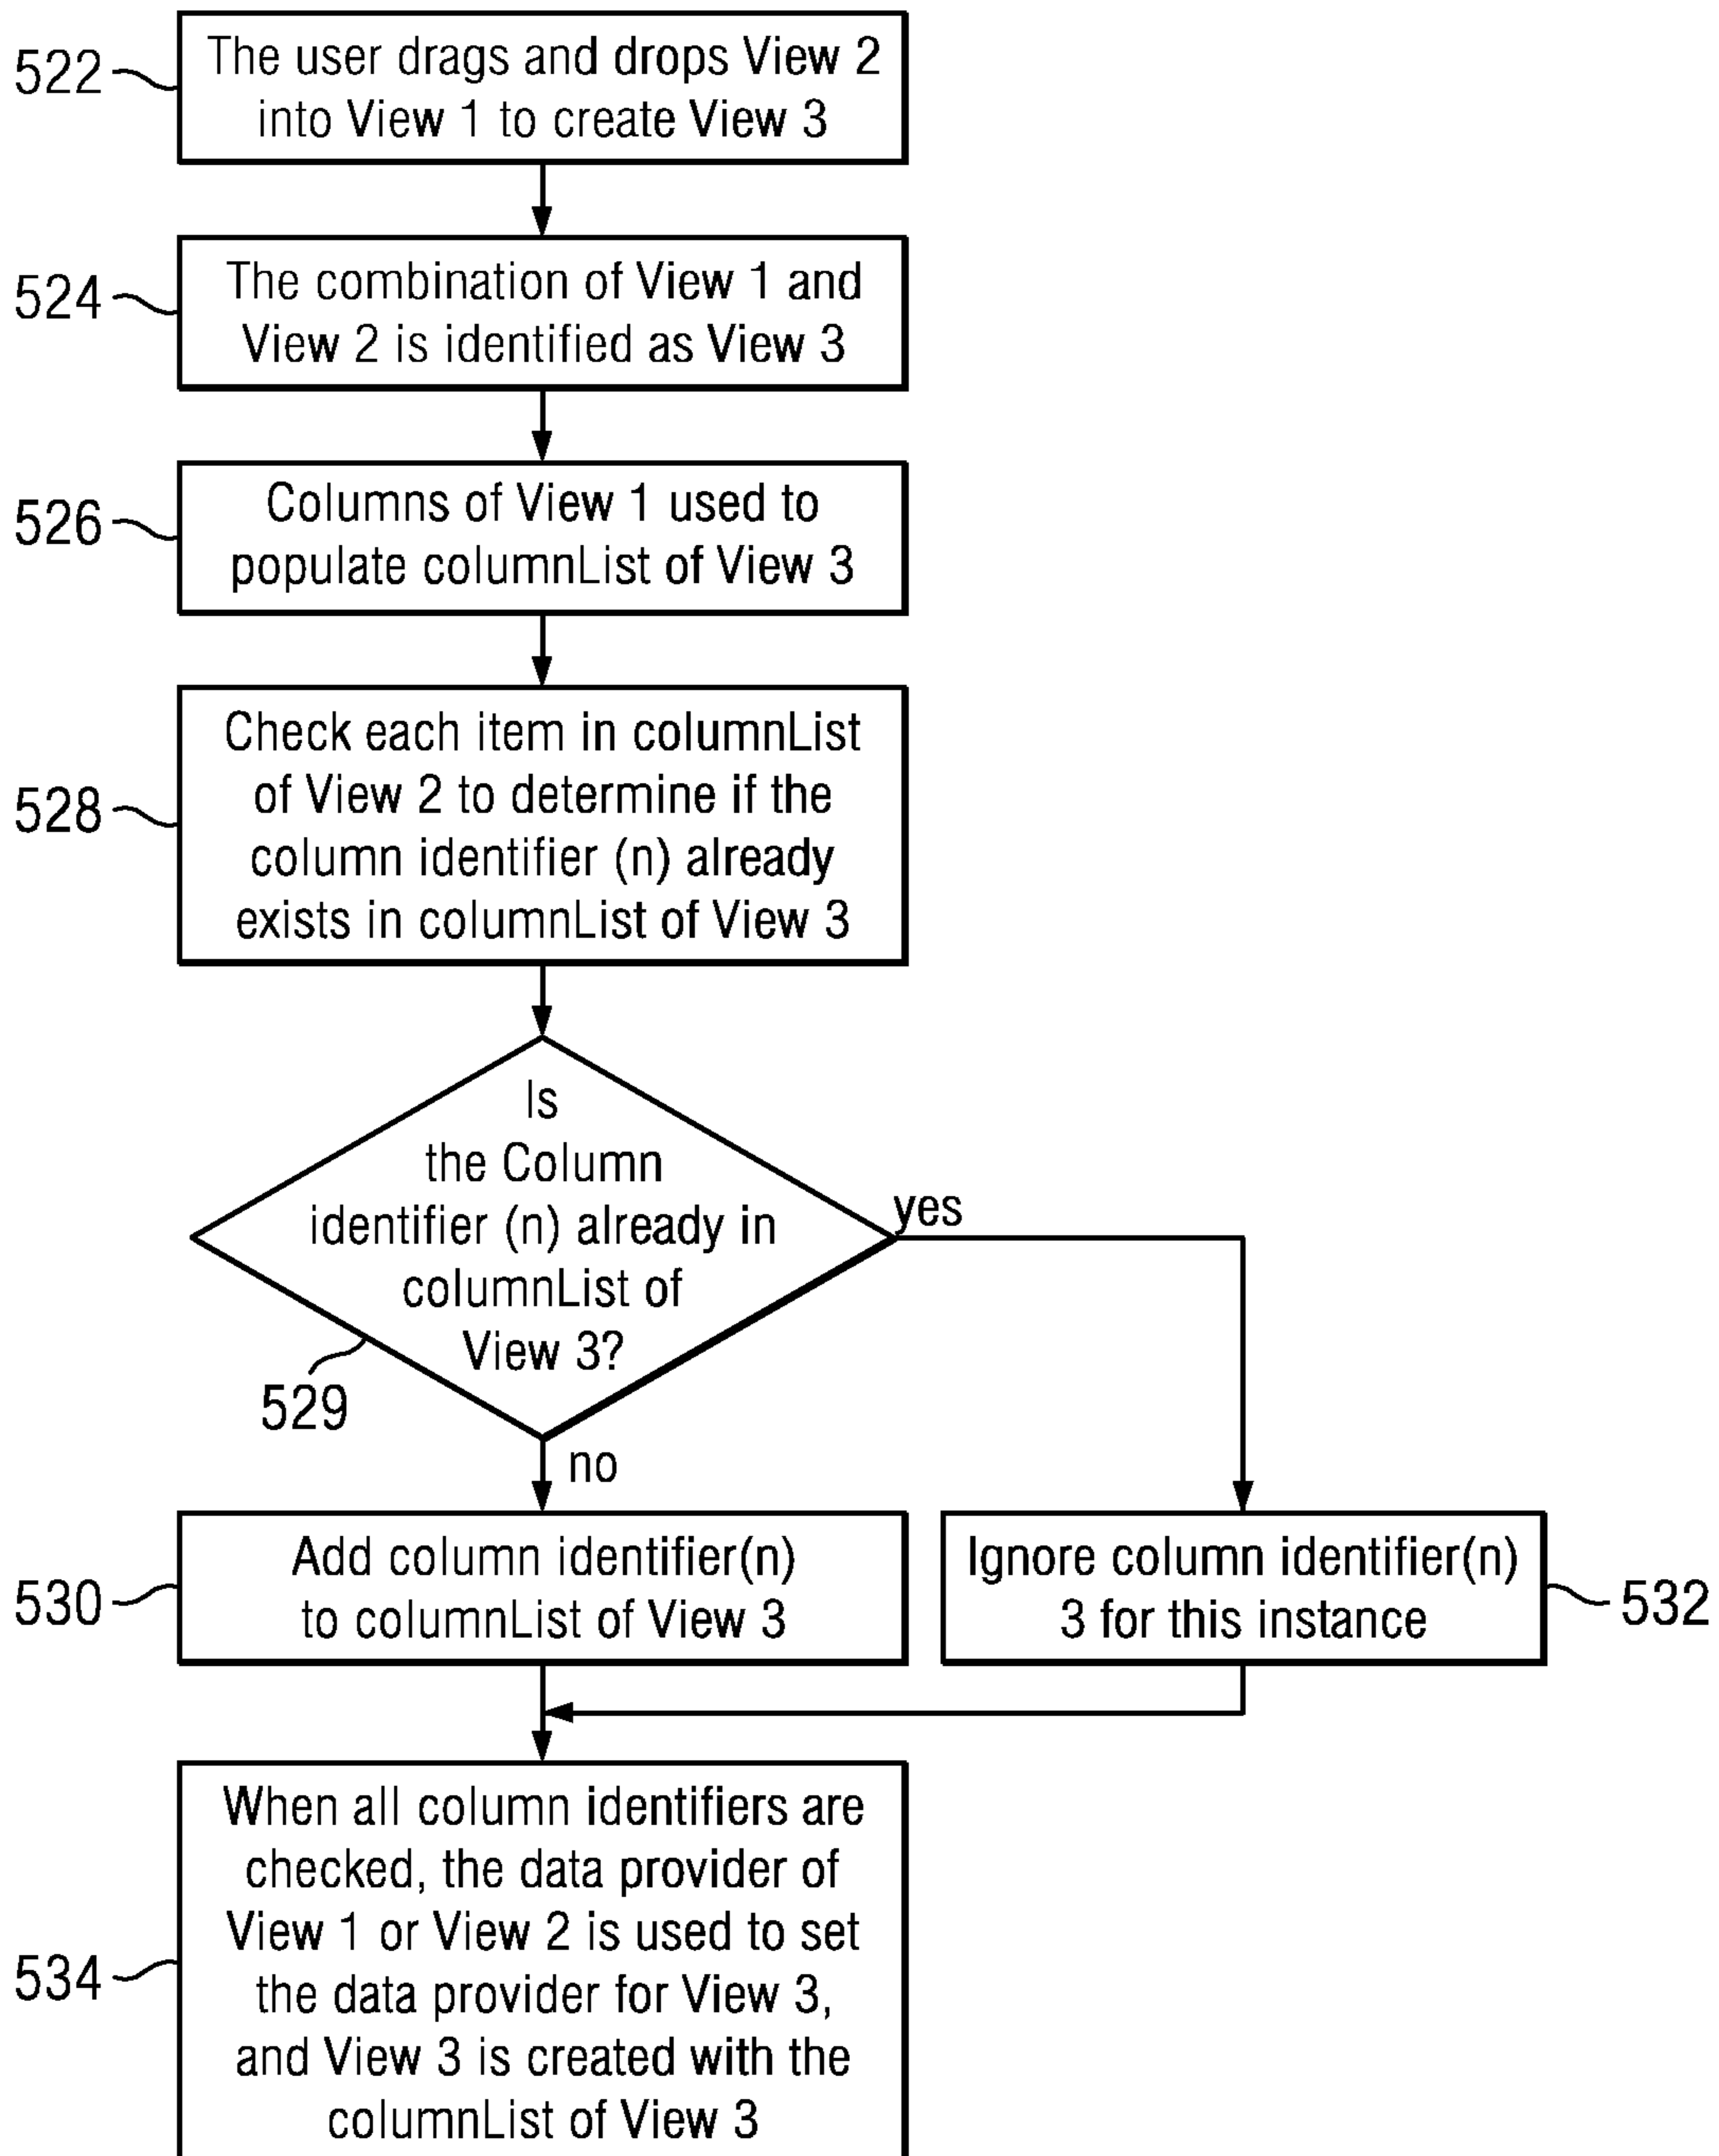 522
The user drags and drops View 2
into View 1 to create View 3
524
The combination of View 1 and
View 2 is identified as View 3
526
Columns of View 1 used to
populate columnList of View 3
528
Check each item in columnList
of View 2 to determine if the
column identifier (n) already
exists in columnList of View 3
Is
the Column
identifier (n) already in
columnList of
View 3?
yes
529
no
530
Add column identifier(n)
to columnList of View 3
Ignore column identifier(n)
3 for this instance
532
534
When all column identifiers are
checked, the data provider of
View 1 or View 2 is used to set
the data provider for View 3,
and View 3 is created with the
columnList of View 3